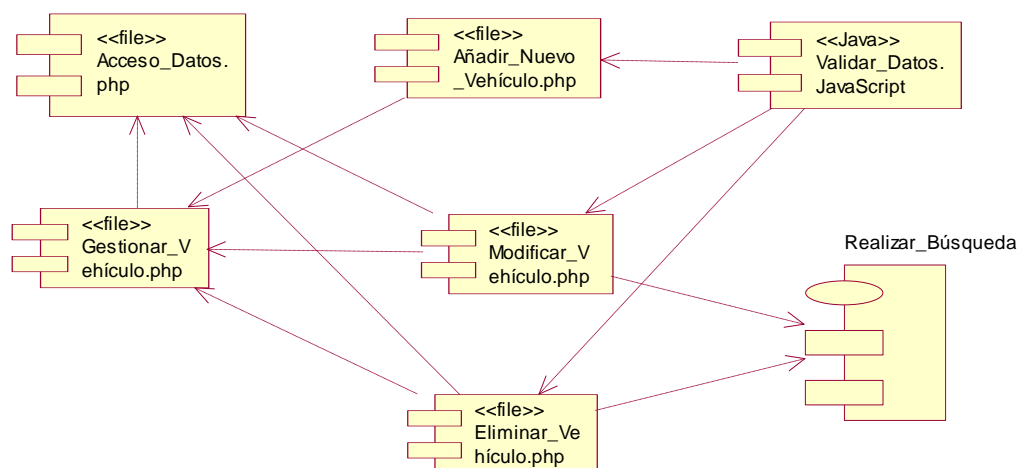 <<file>>
Acceso_Datos.
php
<<file>>
Añadir_Nuevo
_Vehículo.php
<<Java>>
Validar_Datos.
JavaScript
<<file>>
Gestionar_V
ehículo.php
<<file>>
Modificar_V
ehículo.php
Realizar_Búsqueda
<<file>>
Eliminar_Ve
hículo.php